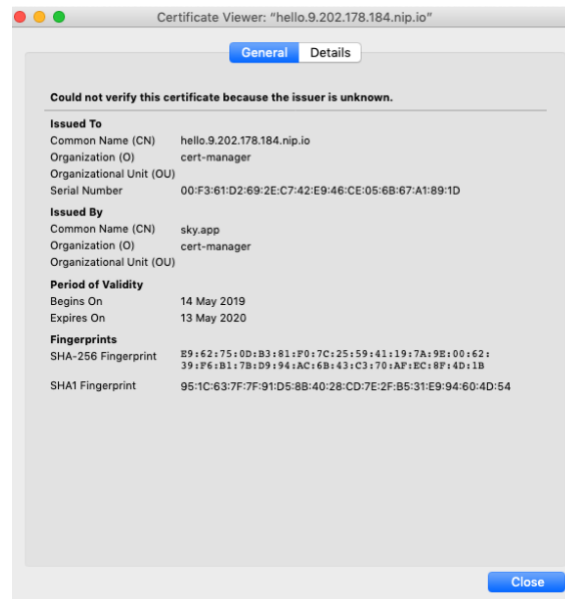 Certificate Viewer: “hello.9.202.178.184.nip.io”
General Details
Could not verify this certificate because the issuer is unknown.
Issued To
Common Name (CN) hello.9.202.178.184.nip.io
Organization (O) cert-manager
Organizational Unit (OU)
Serial Number 00:F3:61:D2:69:2E:C7:42:E9:46:CE:05:6B:67:A1:89:1D
Issued By
Common Name (CN) sky.app
Organization (O) cert-manager
Organizational Unit (OU)
Period of Validity
Begins On 14 May 2019
Expires On 13 May 2020
Fingerprints
SHA-256 Fingerprint E9:62:75:0D:B3:81:F0:7C:25:59:41:19:7A:9E:00:62:
39:F6:B1:7B:D9:94:AC:6B:43:C3:70:AF:EC:8F:4D:1B
SHA1 Fingerprint 95:1C:63:7F:7F:91:D5:8B:40:28:CD:7E:2F:B5:31:E9:94:60:4D:54
Close